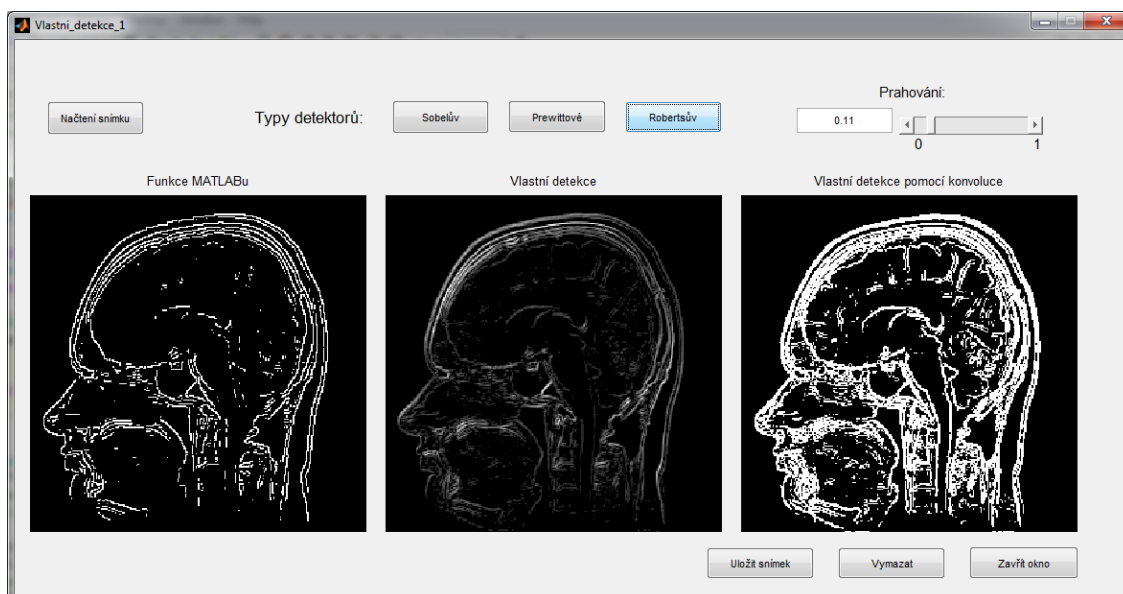 Vlastni_detekce_1
Prahování:
Načtení snímku
Typy detektorů:
Sobelův
Prewittové
Robertsův
0.11
0
1
Funkce MATLABu
Vlastní detekce
Vlastní detekce pomocí konvoluce
Uložit snímek
Vymazat
Zavřít okno